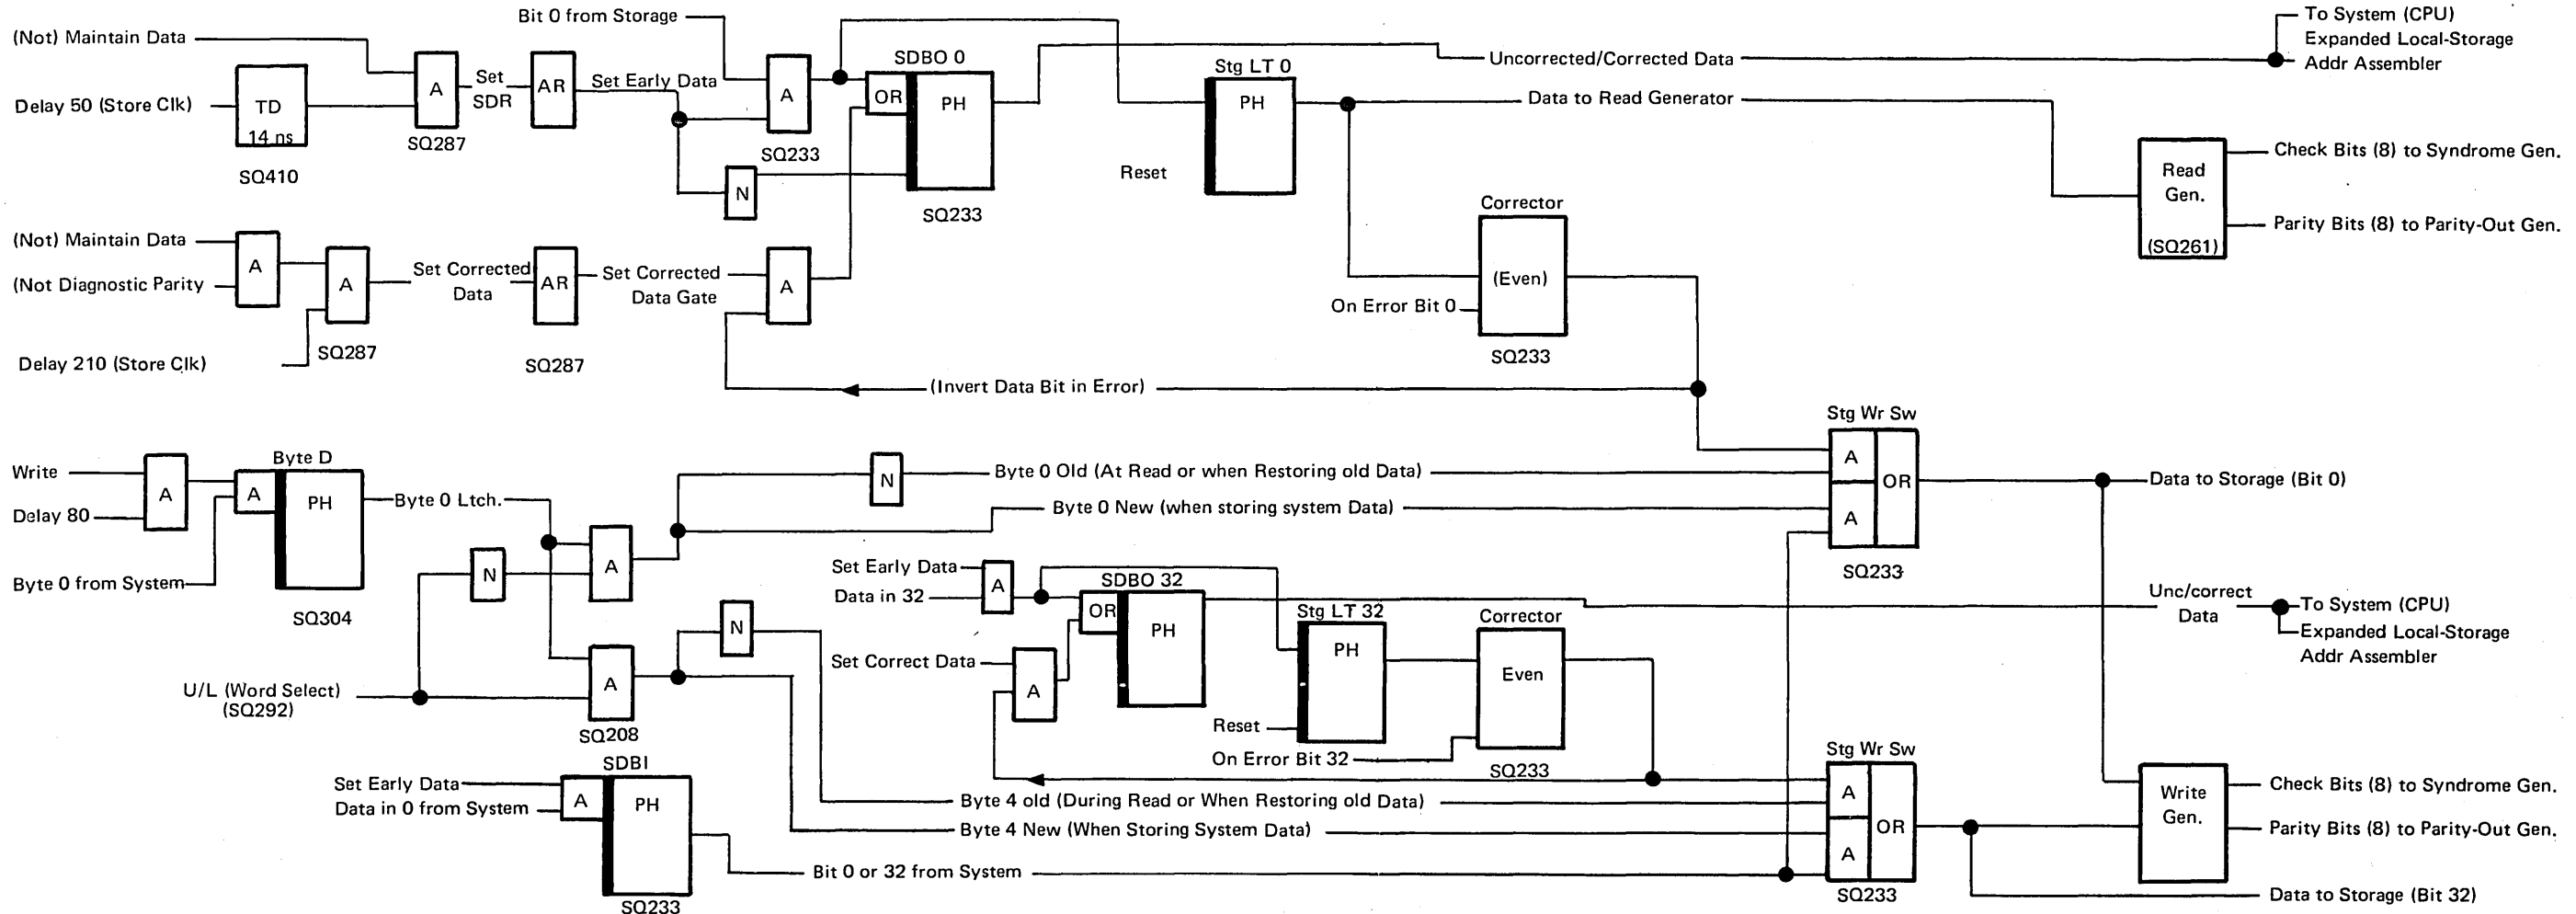 Bit 0 from Storage
(Not) Maintain Data
Delay 50 (Store Clk)
TD
14 ns
SQ410
A
SQ287
Set
SDR
AR
Set Early Data
A
SQ233
N
SDBO 0
OR
PH
SQ233
Stg LT 0
PH
Reset
Uncorrected/Corrected Data
To System (CPU)
Expanded Local-Storage
Addr Assembler
Data to Read Generator
Read
Gen.
(SQ261)
Check Bits (8) to Syndrome Gen.
Parity Bits (8) to Parity-Out Gen.
(Not) Maintain Data
(Not Diagnostic Parity
A
A
SQ287
Delay 210 (Store Clk)
Set Corrected
Data
AR
SQ287
Set Corrected
Data Gate
A
Corrector
(Even)
On Error Bit 0
SQ233
(Invert Data Bit in Error)
Write
Delay 80
A
Byte 0 from System
Byte D
A
PH
SQ304
Byte 0 Ltch.
N
A
N
Byte 0 Old (At Read or when Restoring old Data)
Byte 0 New (when storing system Data)
Stg Wr Sw
A
OR
A
SQ233
Data to Storage (Bit 0)
U/L (Word Select)
(SQ292)
A
SQ208
N
Set Early Data
Data in 32
A
SDBO 32
OR
PH
Set Correct Data
A
Stg LT 32
PH
Reset
Corrector
Even
On Error Bit 32
SQ233
Unc/correct
Data
To System (CPU)
Expanded Local-Storage
Addr Assembler
SDBI
Set Early Data
Data in 0 from System
A
PH
SQ233
Byte 4 old (During Read or When Restoring old Data)
Byte 4 New (When Storing System Data)
Bit 0 or 32 from System
Stg Wr Sw
A
OR
A
SQ233
Write
Gen.
Check Bits (8) to Syndrome Gen.
Parity Bits (8) to Parity-Out Gen.
Data to Storage (Bit 32)